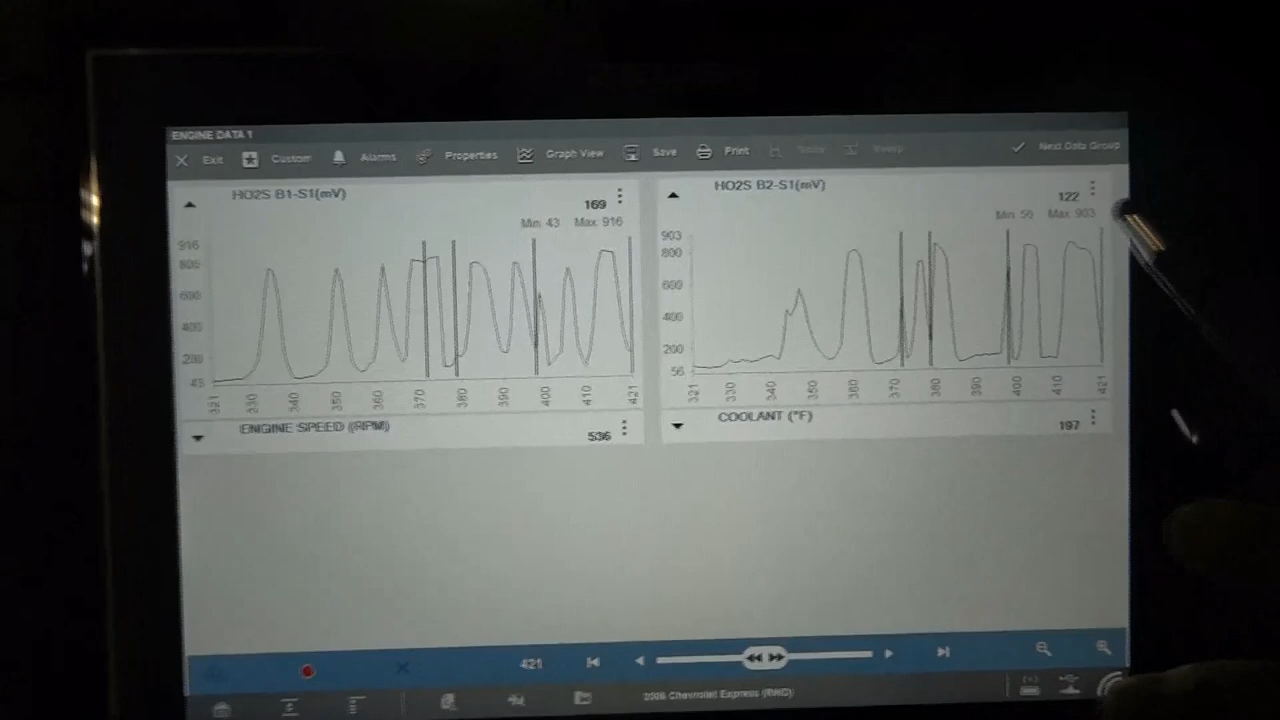 ENGINE DATA 1
Exit Custom Alarms Properties Graph View Save Print Next Data Group
HO2S B1-S1(mV)
169
Min: 43 Max: 916
916
800
600
400
200
43
321 330 340 350 360 370 380 390 400 410 421
HO2S B2-S1(mV)
122
Min: 56 Max: 903
903
800
600
400
200
56
321 330 340 350 360 370 380 390 400 410 421
ENGINE SPEED (RPM)
536
COOLANT (°F)
197
421
Chevrolet Express (RWD)